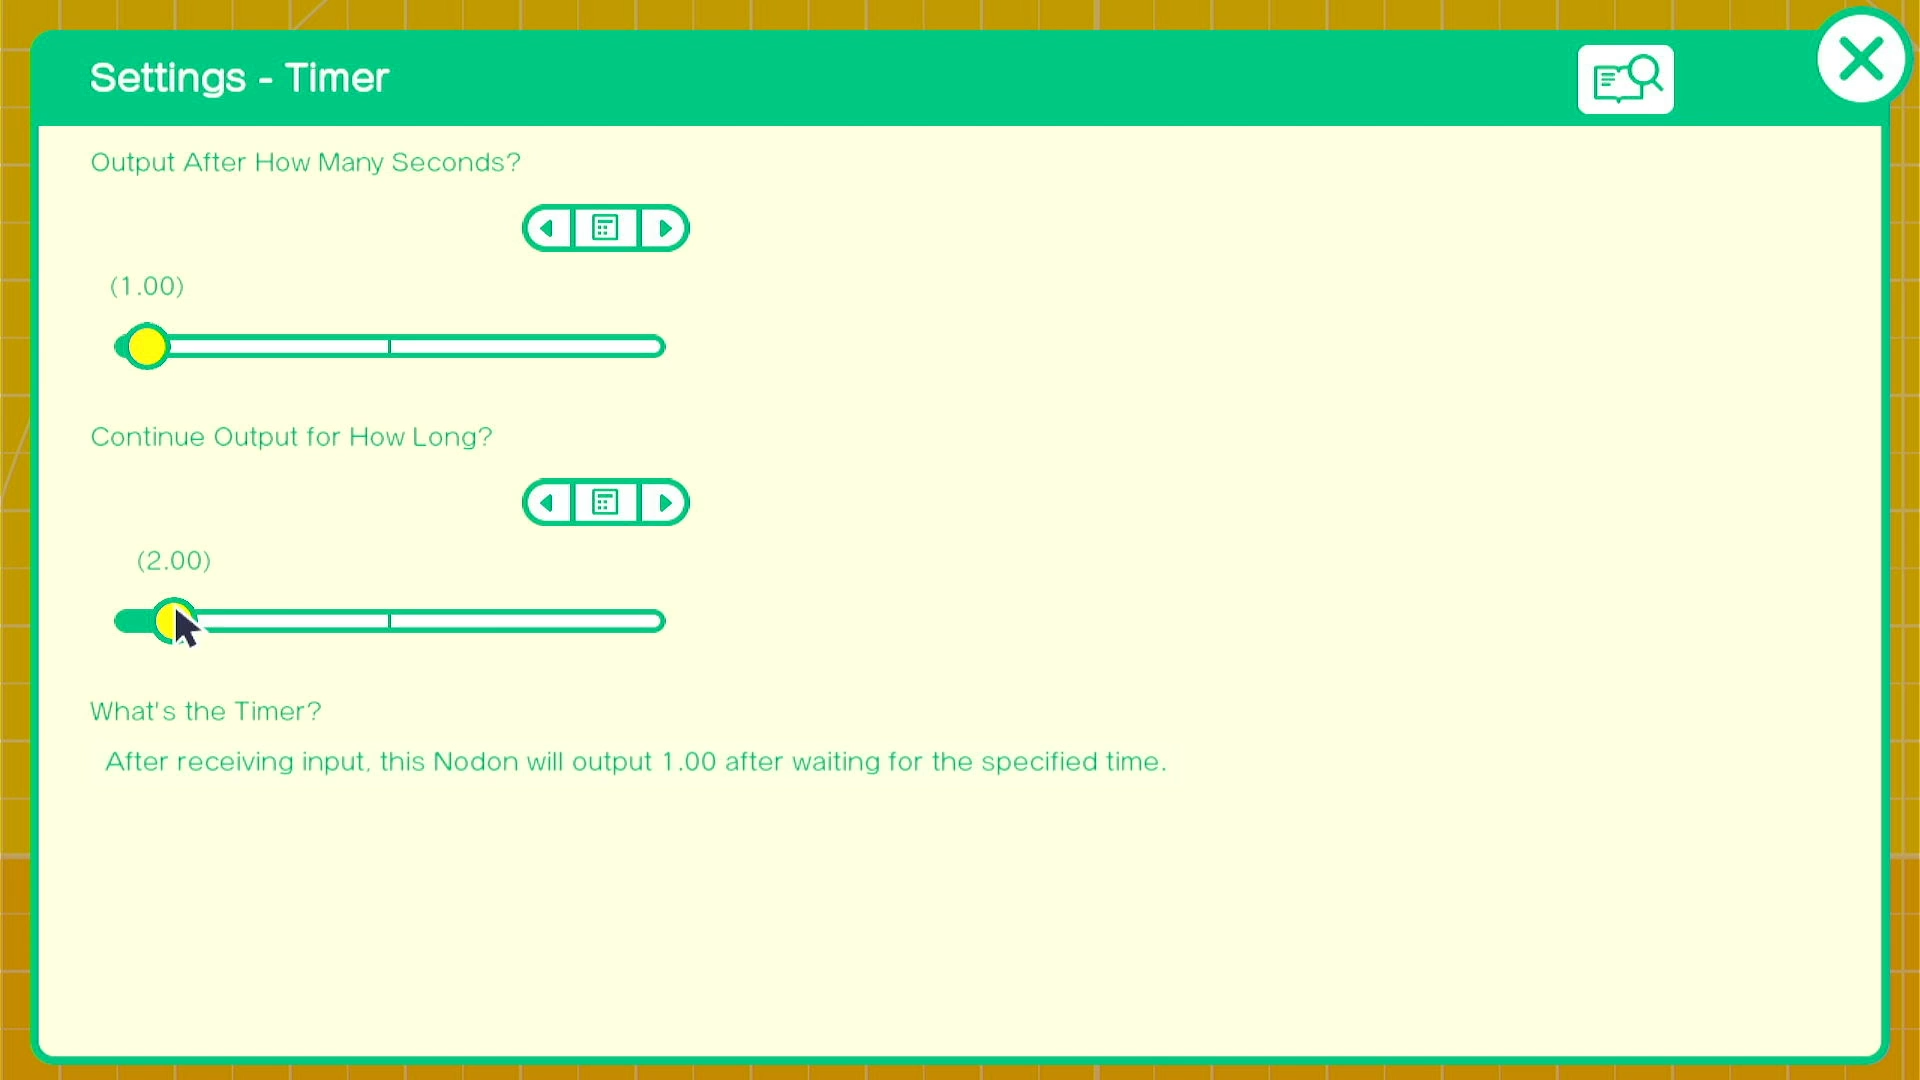 Settings - Timer
Output After How Many Seconds?
(1.00)
Continue Output for How Long?
(2.00)
What's the Timer?
After receiving input, this Nodon will output 1.00 after waiting for the specified time.